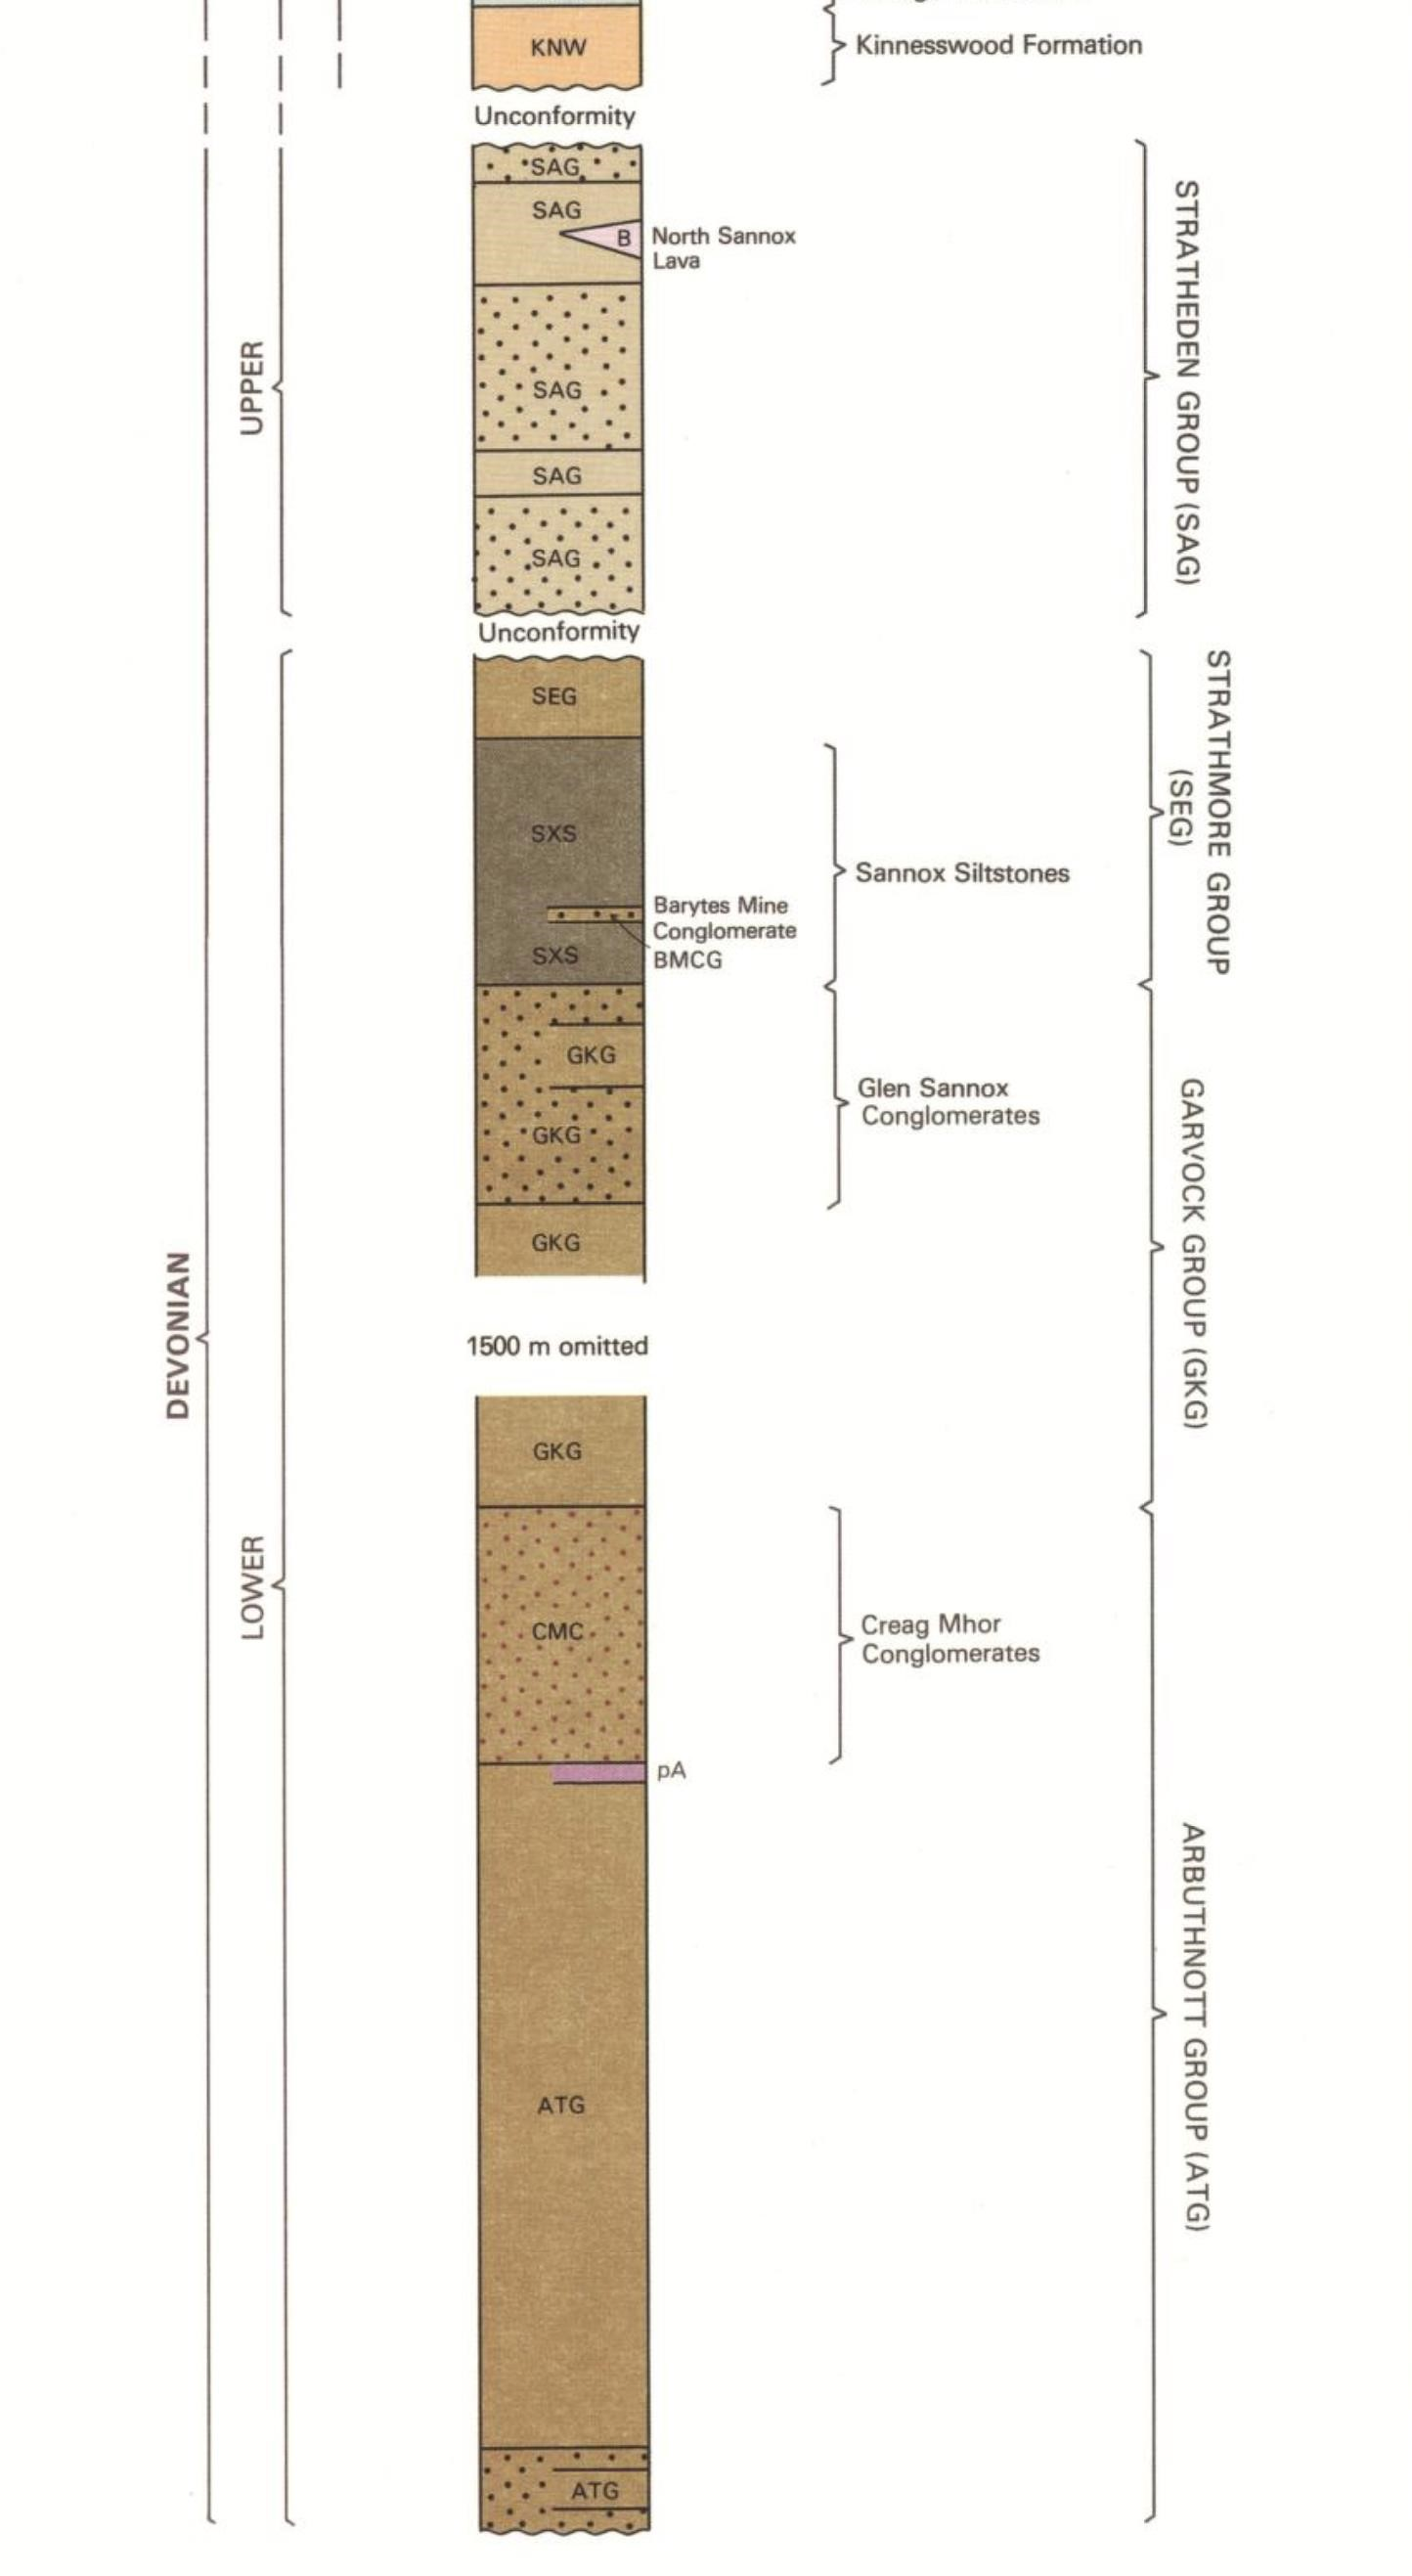 KNW
Kinnesswood Formation
Unconformity
SAG
SAG
B
North Sannox
Lava
SAG
SAG
SAG
UPPER
STRATHEDEN GROUP (SAG)
Unconformity
SEG
SXS
Sannox Siltstones
Barytes Mine
Conglomerate
BMCG
SXS
STRATHMORE GROUP
(SEG)
GKG
Glen Sannox
Conglomerates
GKG
GKG
GARVOCK GROUP (GKG)
DEVONIAN
1500 m omitted
GKG
LOWER
CMC
Creag Mhor
Conglomerates
pA
ATG
ARBUTHNOTT GROUP (ATG)
ATG